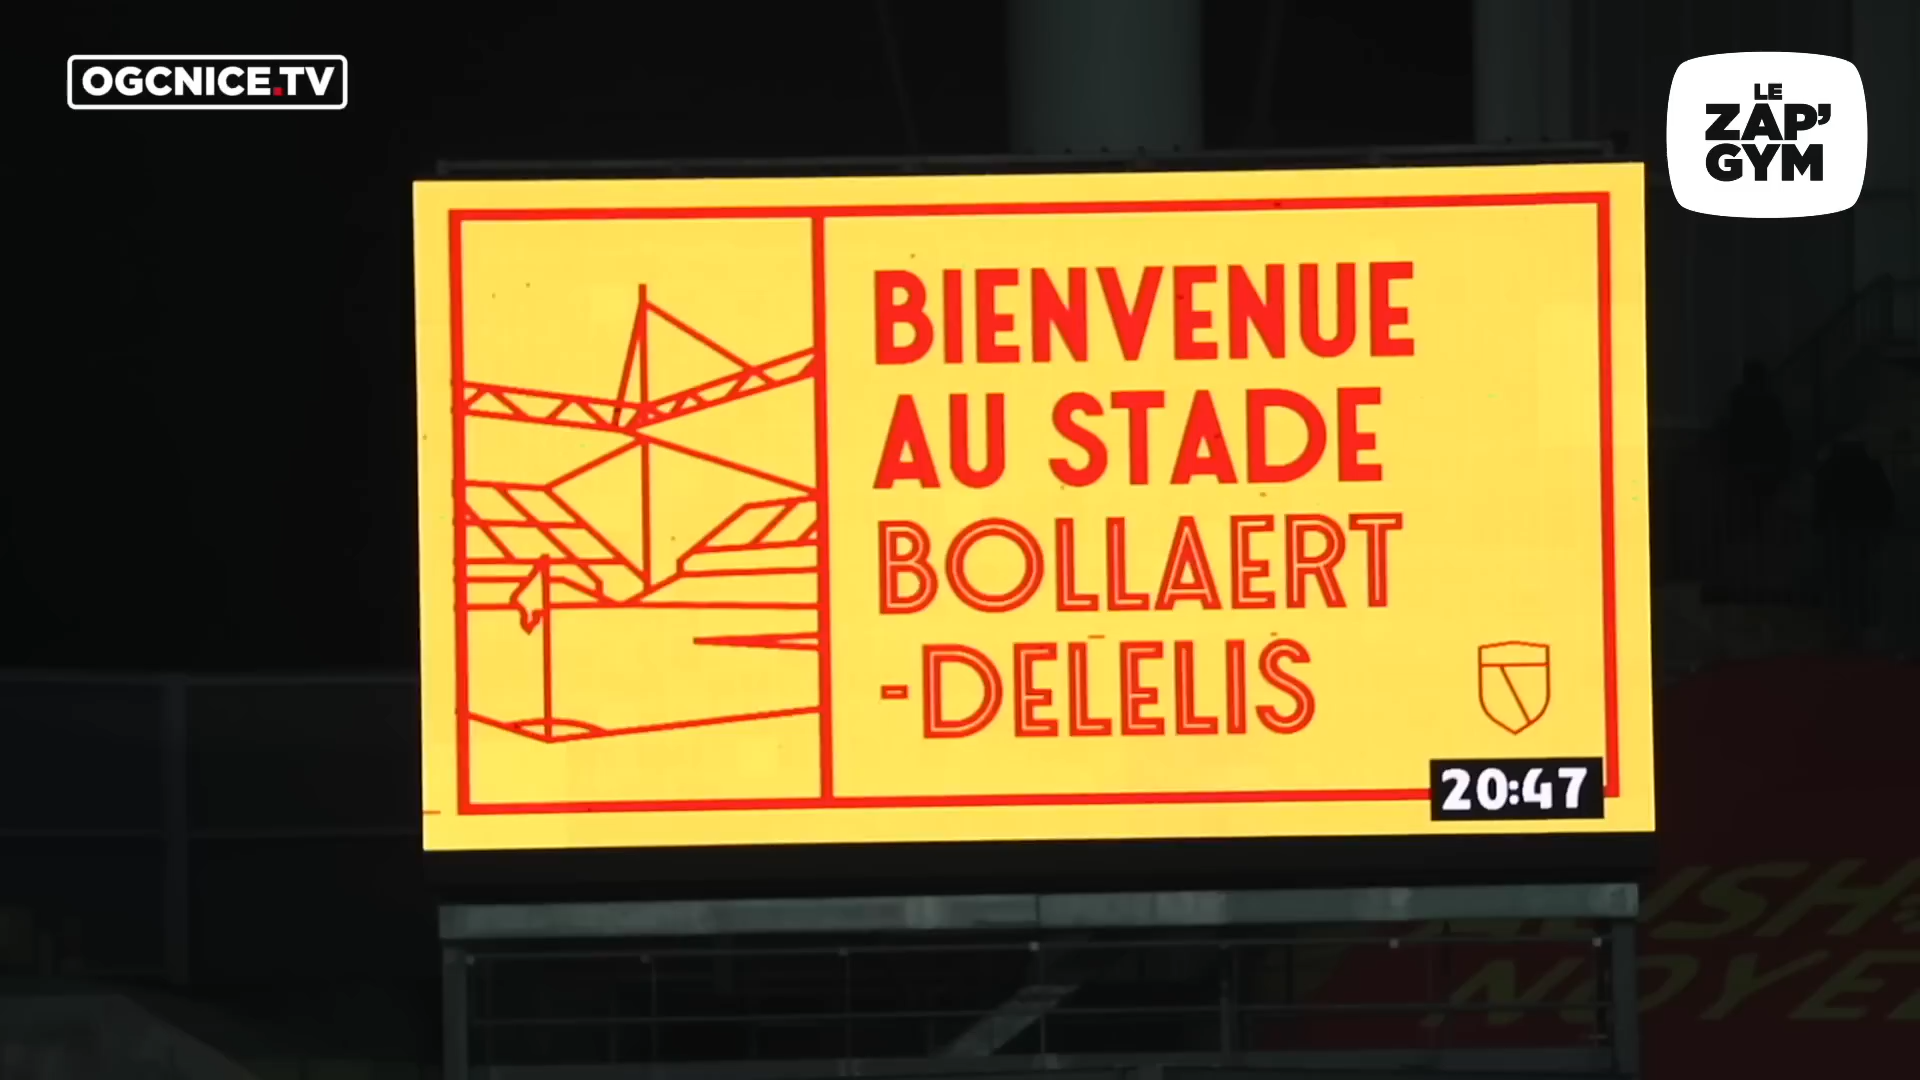 OGCNICE.TV
LE
ZAP'
GYM
BIENVENUE
AU STADE
BOLLAERT
-DELELIS
20:47